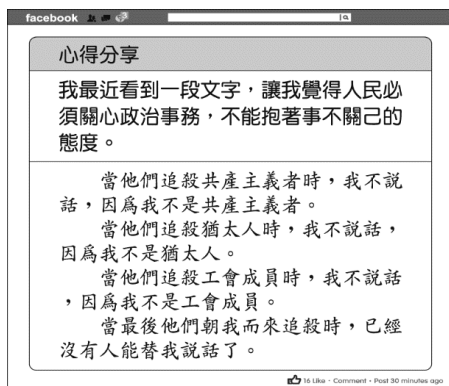 facebook
心得分享
我最近看到一段文字，讓我覺得人民必
須關心政治事務，不能抱著事不關己的
態度。
當他們追殺共產主義者時，我不說
話，因為我不是共產主義者。
當他們追殺猶太人時，我不說話，
因為我不是猶太人。
當他們追殺工會成員時，我不說話
，因為我不是工會成員。
當最後他們朝我而來追殺時，已經
沒有人能替我說話了。
16 Like · Comment · Post 30 minutes ago